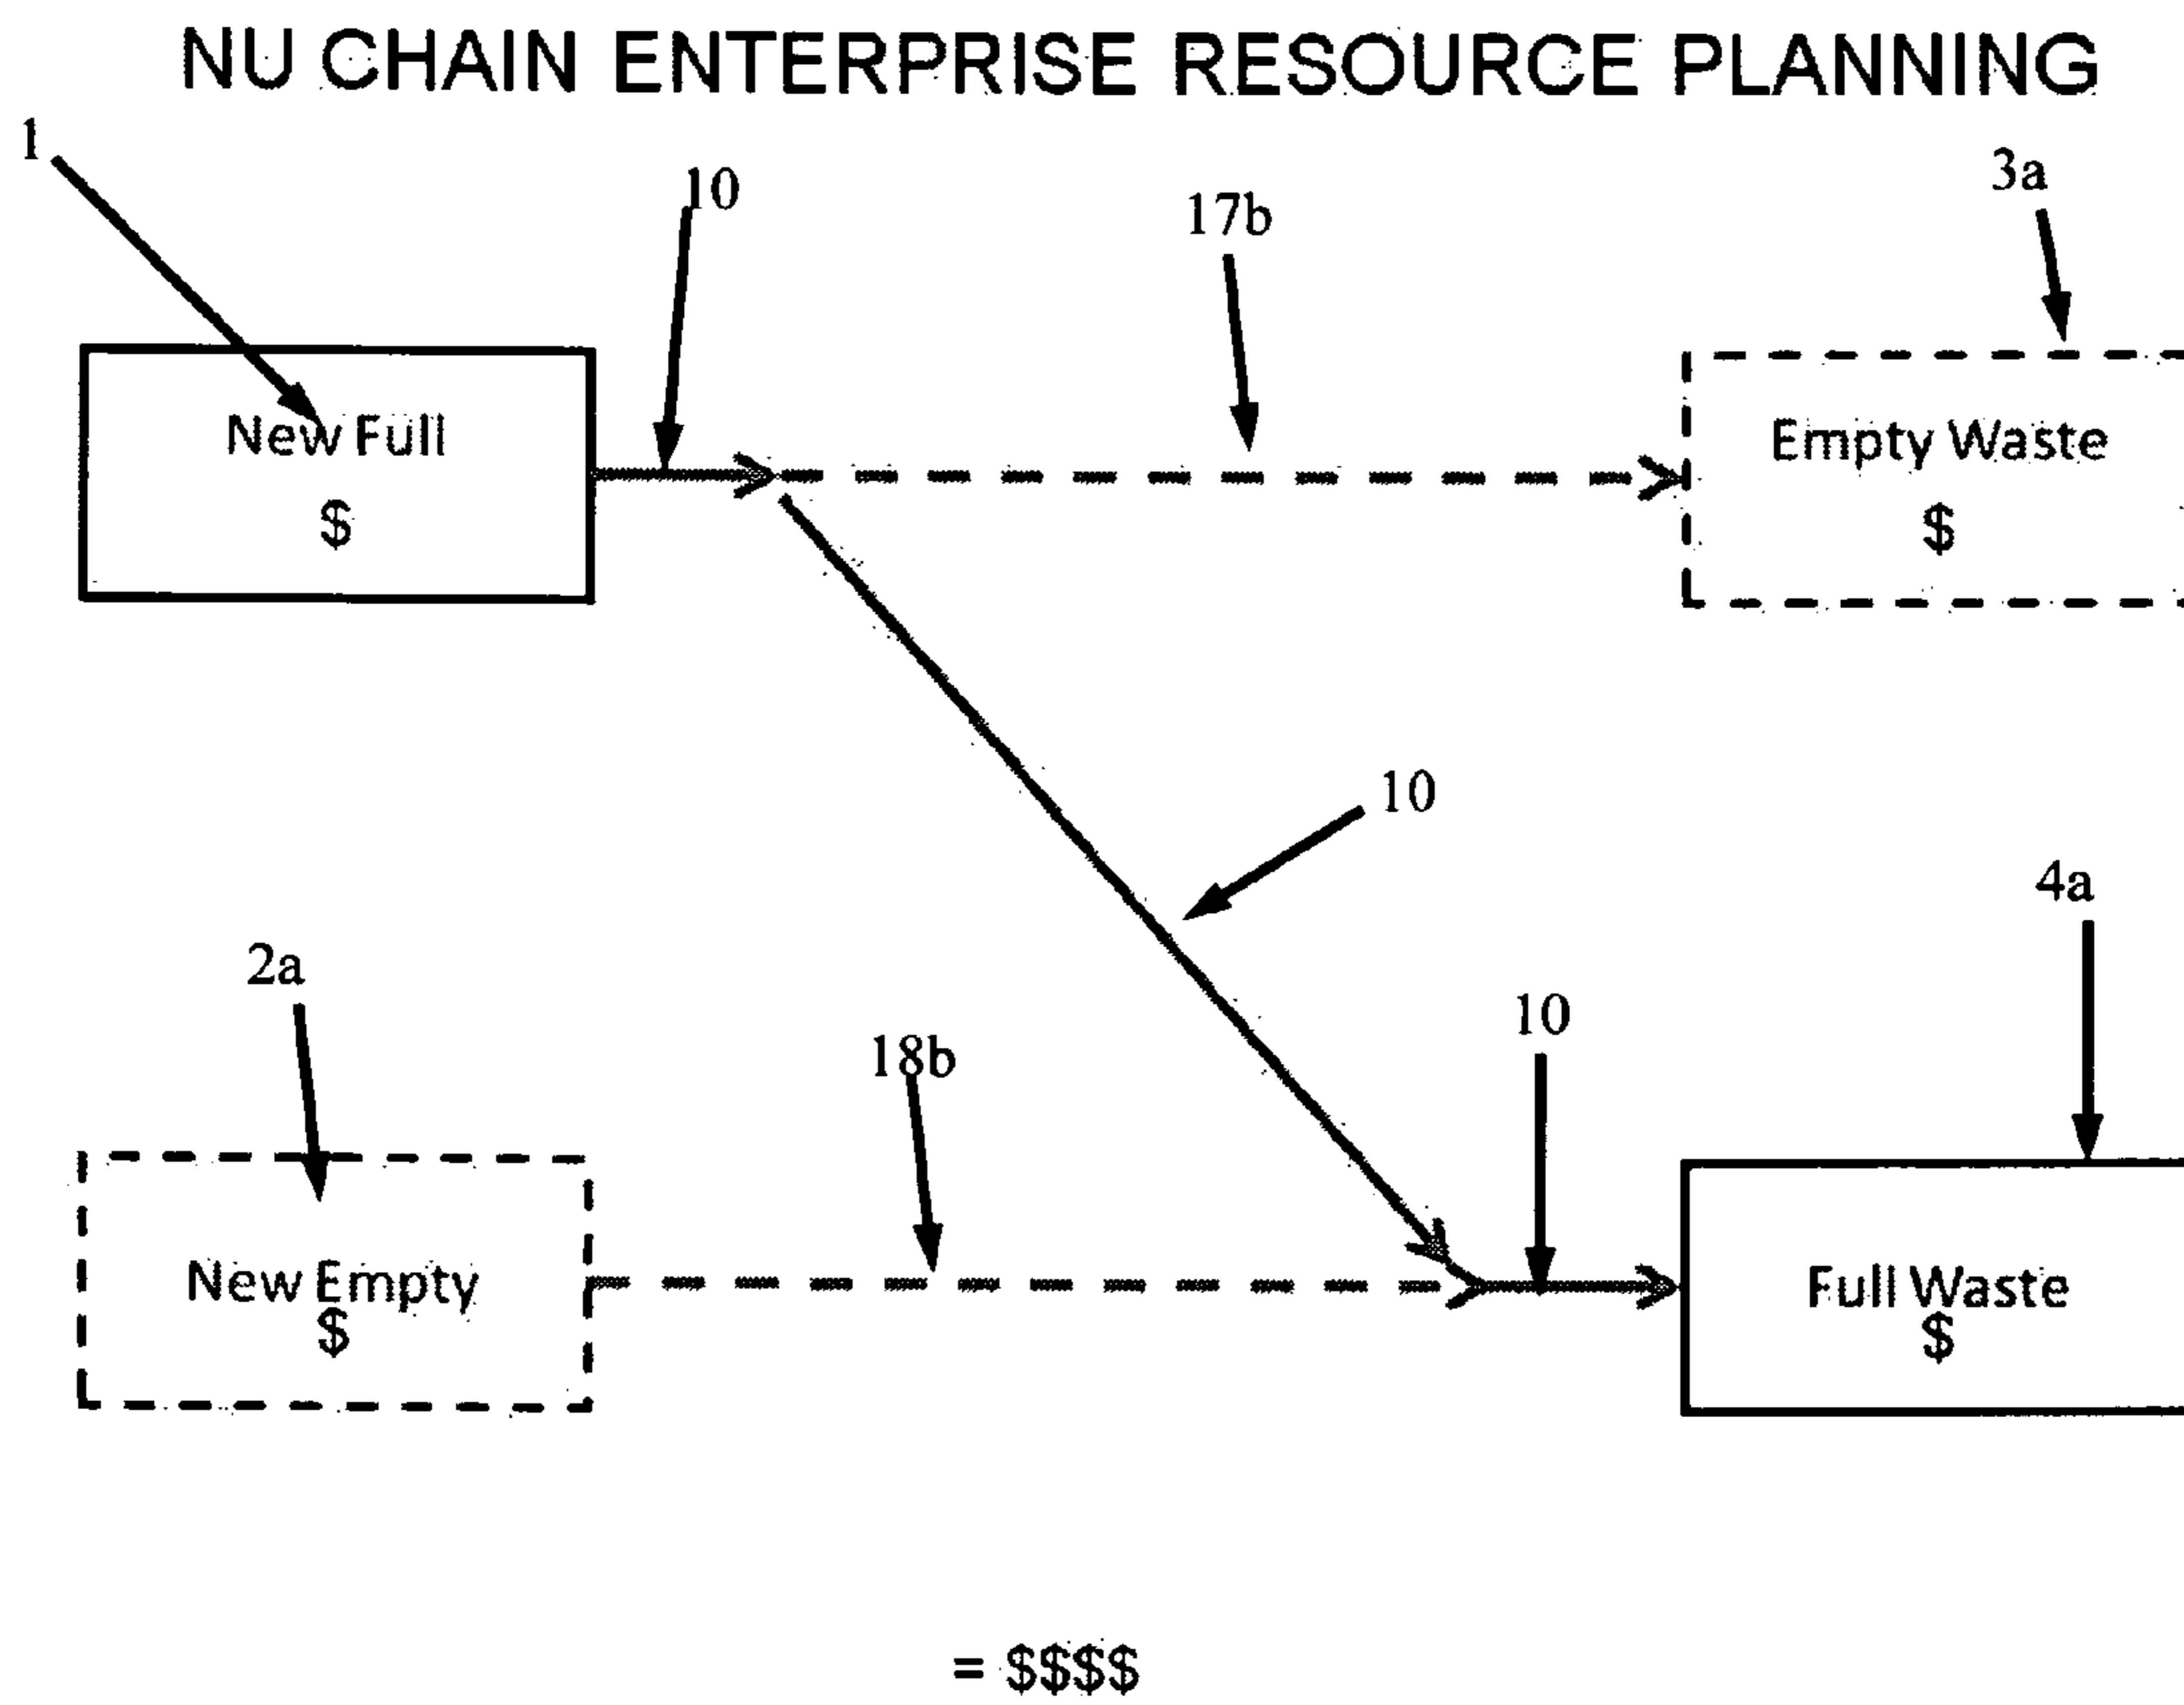 NU CHAIN ENTERPRISE RESOURCE PLANNING
1
10
17b
3a
New Full
$
Empty Waste
$
10
4a
2a
18b
10
New Empty
$
Full Waste
$
= $$$$